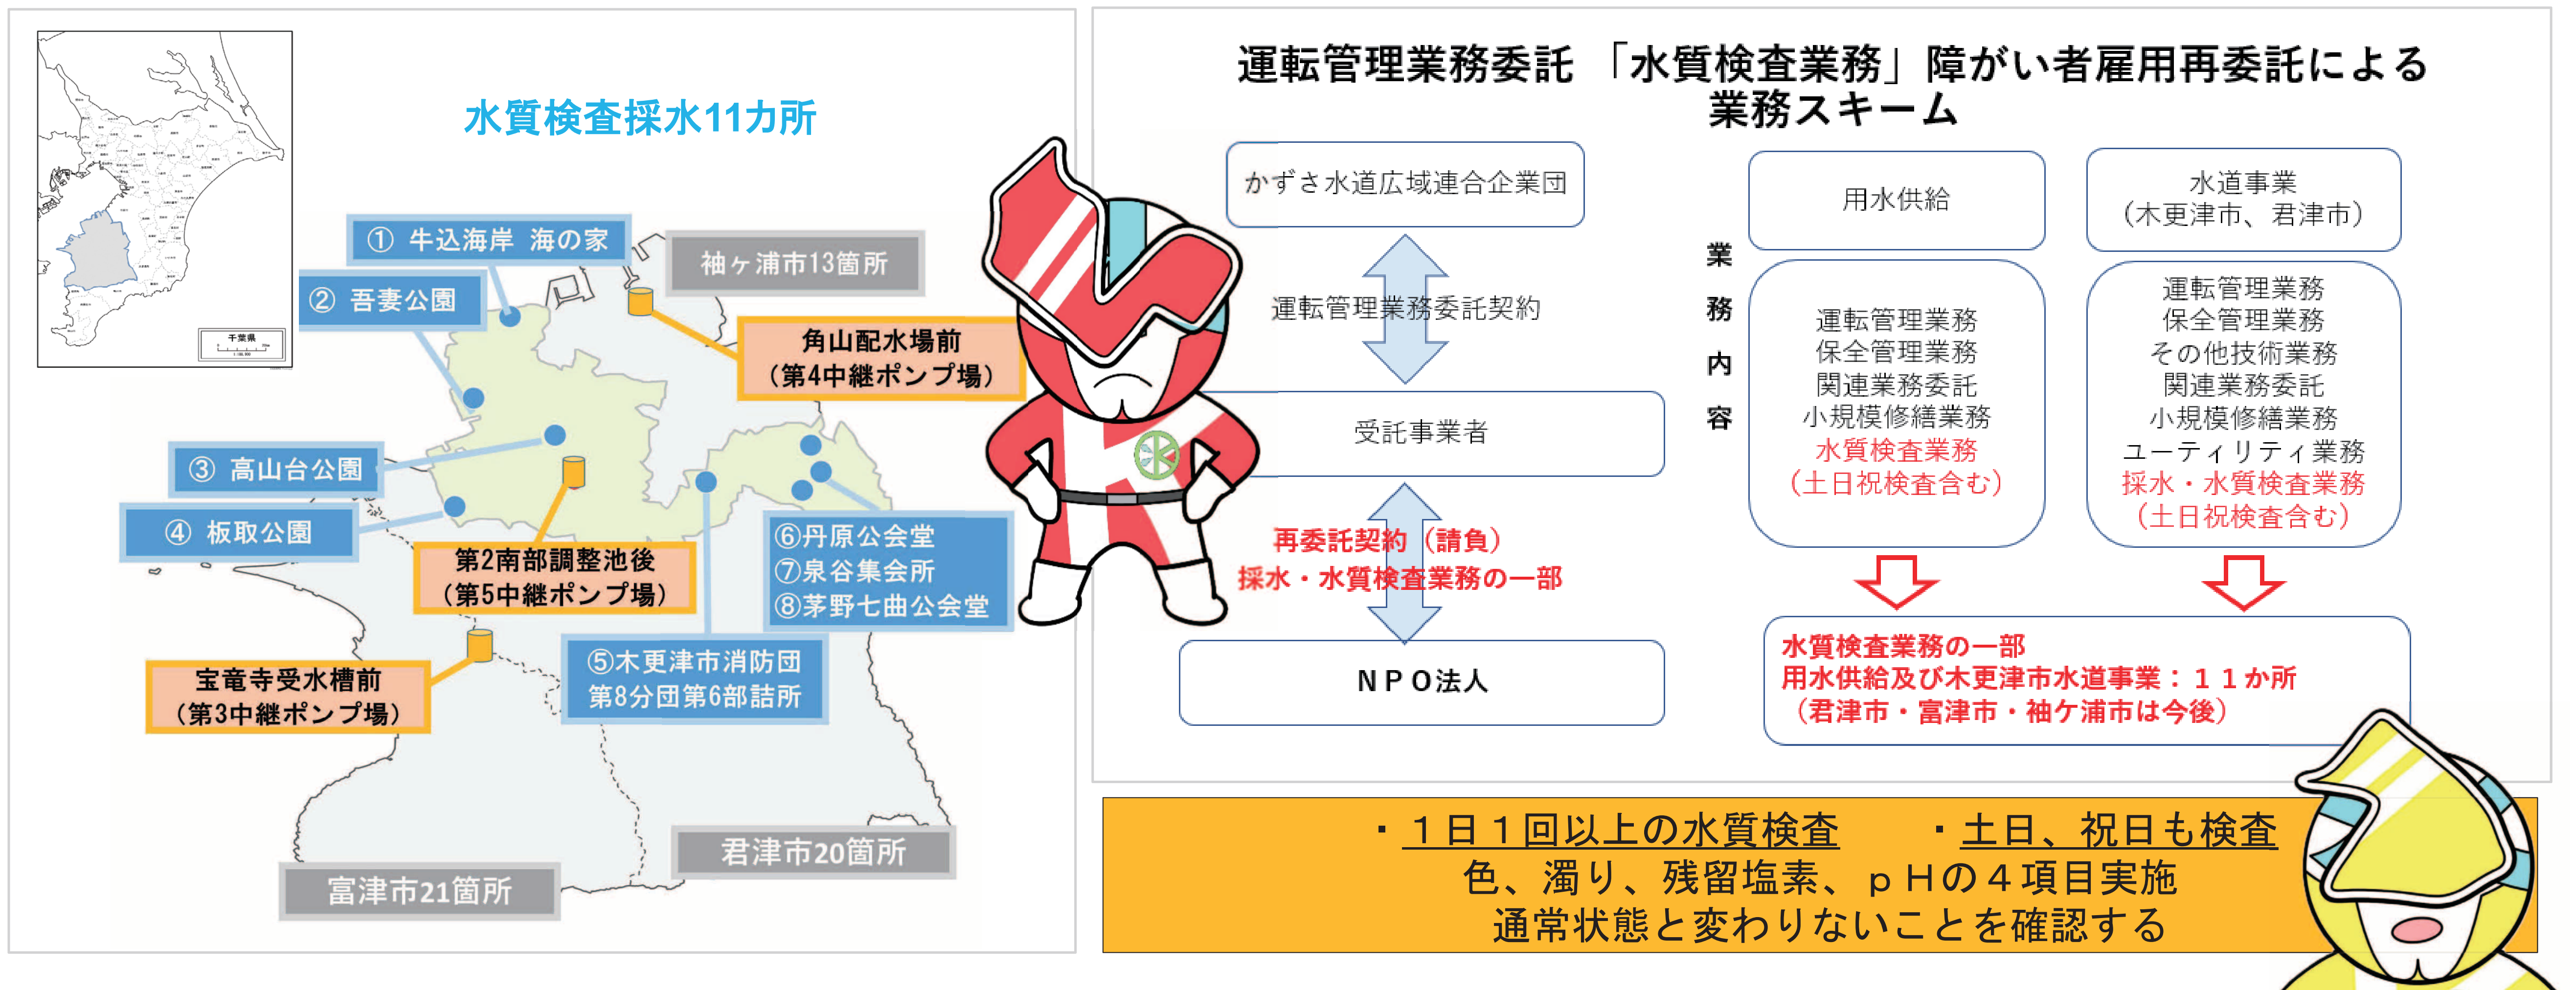 水質検査採水11カ所
千葉県
① 牛込海岸 海の家
② 吾妻公園
袖ヶ浦市13箇所
角山配水場前
(第4中継ポンプ場)
③ 高山台公園
④ 板取公園
第2南部調整池後
(第5中継ポンプ場)
⑥丹原公会堂
⑦泉谷集会所
⑧茅野七曲公会堂
宝竜寺受水槽前
(第3中継ポンプ場)
⑤木更津市消防団
第8分団第6部詰所
君津市20箇所
富津市21箇所
運転管理業務委託「水質検査業務」障がい者雇用再委託による
業務スキーム
かずさ水道広域連合企業団
運転管理業務委託契約
受託事業者
再委託契約（請負）
採水・水質検査業務の一部
ＮＰＯ法人
業務内容
用水供給
運転管理業務
保全管理業務
関連業務委託
小規模修繕業務
水質検査業務
（土日祝検査含む）
水道事業
（木更津市、君津市）
運転管理業務
保全管理業務
その他技術業務
関連業務委託
小規模修繕業務
ユーティリティ業務
採水・水質検査業務
（土日祝検査含む）
水質検査業務の一部
用水供給及び木更津市水道事業：１１か所
（君津市・富津市・袖ケ浦市は今後）
・１日１回以上の水質検査 ・土日、祝日も検査
色、濁り、残留塩素、ｐＨの４項目実施
通常状態と変わりないことを確認する